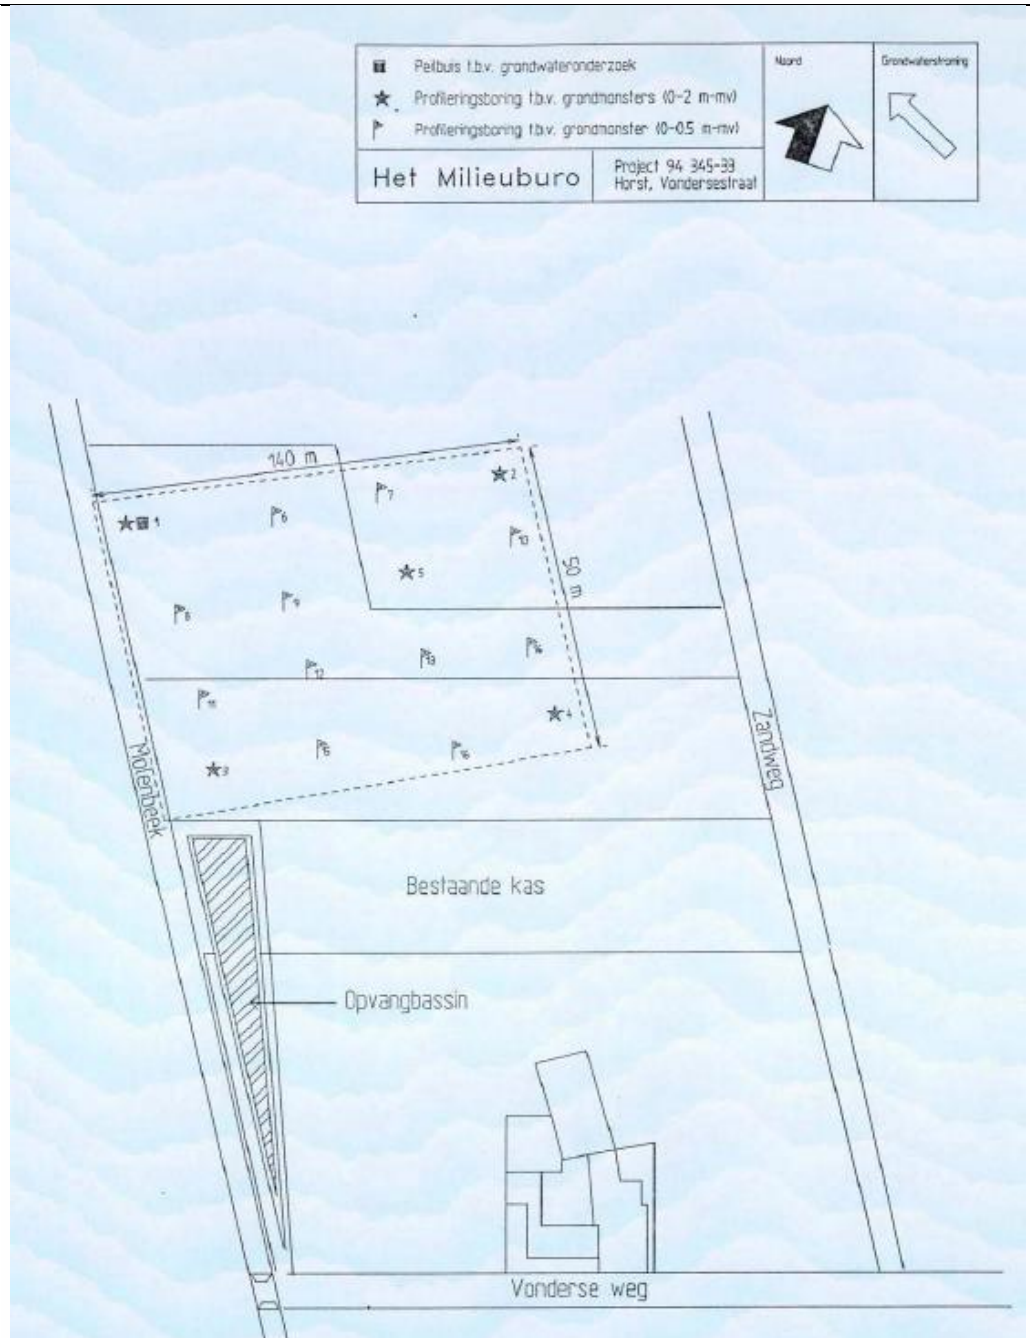 Peilbuis t.b.v. grondwateronderzoek
Profileringsboring t.b.v. grondmonsters (0-2 m-mv)
Profileringsboring t.b.v. grondmonster (0-0.5 m-mv)
Het Milieuburo
Project 94 345-33
Horst, Vondersestraat
Noord
Grondwaterstroming
140 m
7
2
1
6
10
5
50 m
8
9
13
14
12
11
4
15
16
3
Molenbeek
Zandweg
Bestaande kas
Opvangbassin
Vonderse weg